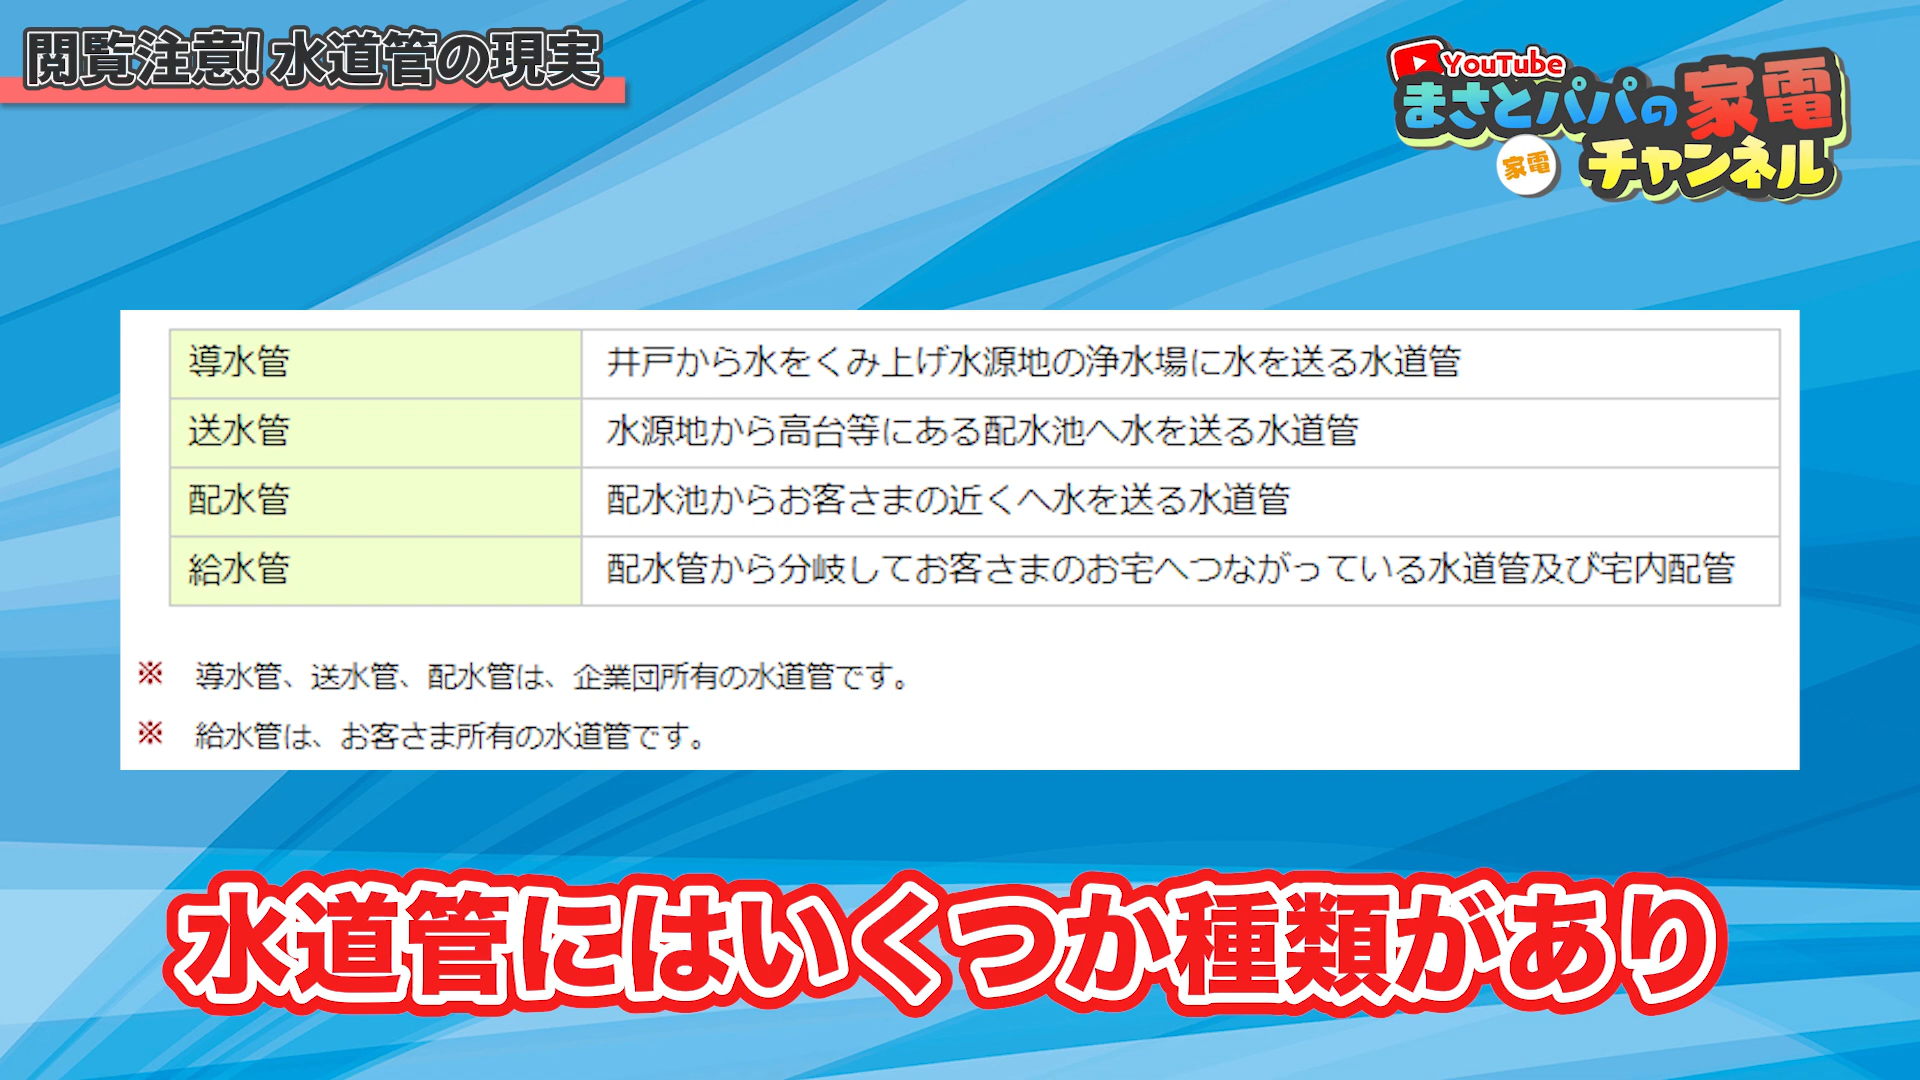 閲覧注意!水道管の現実
YouTube
まさとパパの家電
家電
チャンネル
導水管 井戸から水をくみ上げ水源地の浄水場に水を送る水道管
送水管 水源地から高台等にある配水池へ水を送る水道管
配水管 配水池からお客さまの近くへ水を送る水道管
給水管 配水管から分岐してお客さまのお宅へつながっている水道管及び宅内配管
※ 導水管、送水管、配水管は、企業団所有の水道管です。
※ 給水管は、お客さま所有の水道管です。
水道管にはいくつか種類があり